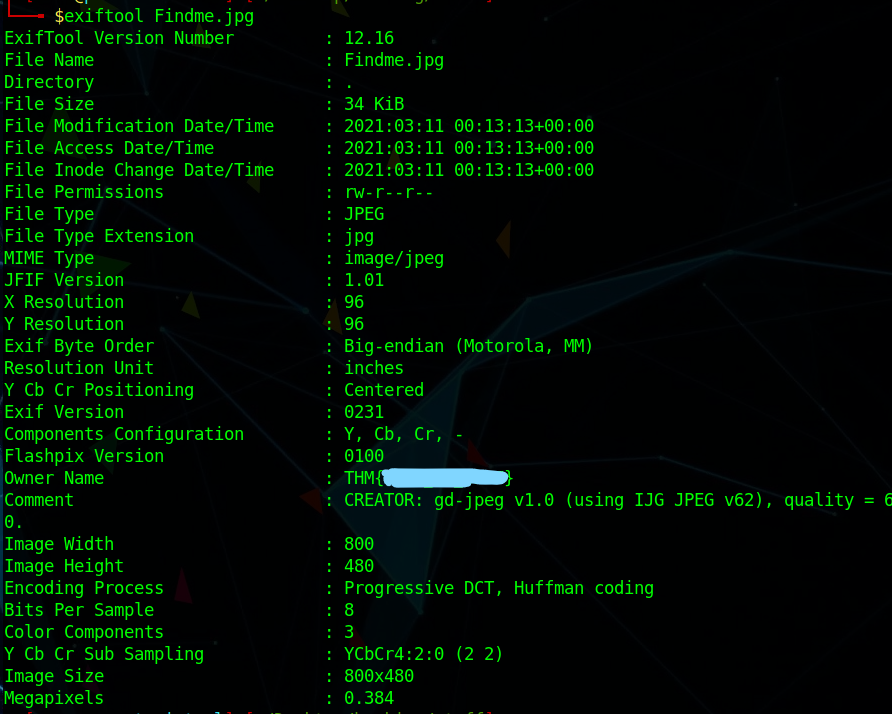 $exiftool Findme.jpg
ExifTool Version Number : 12.16
File Name : Findme.jpg
Directory : .
File Size : 34 KiB
File Modification Date/Time : 2021:03:11 00:13:13+00:00
File Access Date/Time : 2021:03:11 00:13:13+00:00
File Inode Change Date/Time : 2021:03:11 00:13:13+00:00
File Permissions : rw-r--r--
File Type : JPEG
File Type Extension : jpg
MIME Type : image/jpeg
JFIF Version : 1.01
X Resolution : 96
Y Resolution : 96
Exif Byte Order : Big-endian (Motorola, MM)
Resolution Unit : inches
Y Cb Cr Positioning : Centered
Exif Version : 0231
Components Configuration : Y, Cb, Cr, -
Flashpix Version : 0100
Owner Name : THM{ }
Comment : CREATOR: gd-jpeg v1.0 (using IJG JPEG v62), quality = 6
0.
Image Width : 800
Image Height : 480
Encoding Process : Progressive DCT, Huffman coding
Bits Per Sample : 8
Color Components : 3
Y Cb Cr Sub Sampling : YCbCr4:2:0 (2 2)
Image Size : 800x480
Megapixels : 0.384